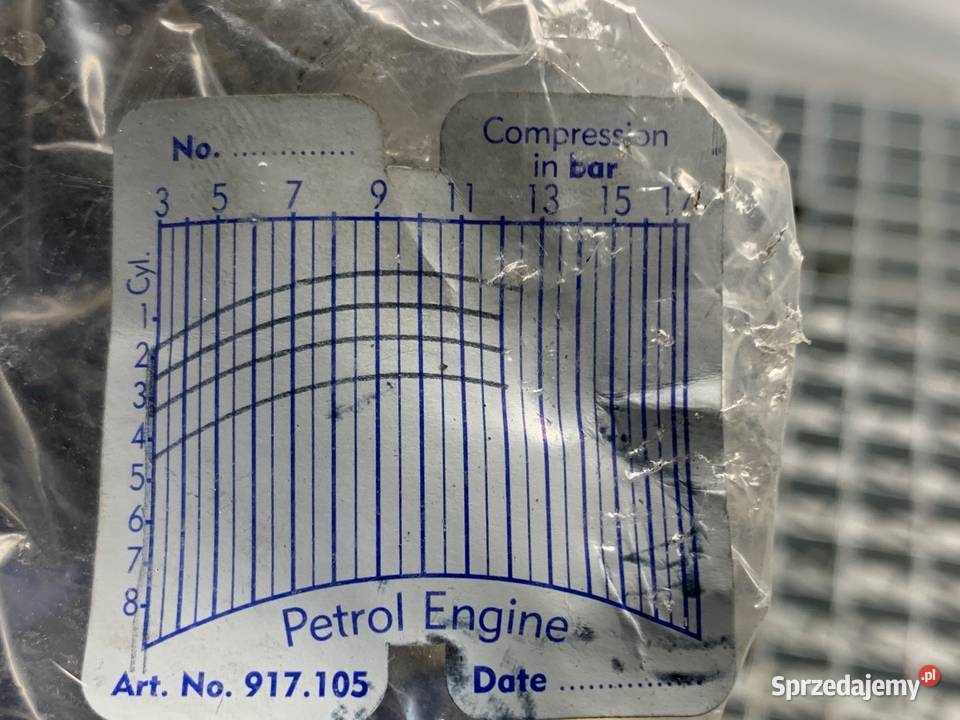 No. ..............
Compression
in bar
3 5 7 9 11 13 15 17
Cyl.
1
2
3
4
5
6
7
8
Petrol Engine
Art. No. 917.105
Date ................
Sprzedajemy.pl